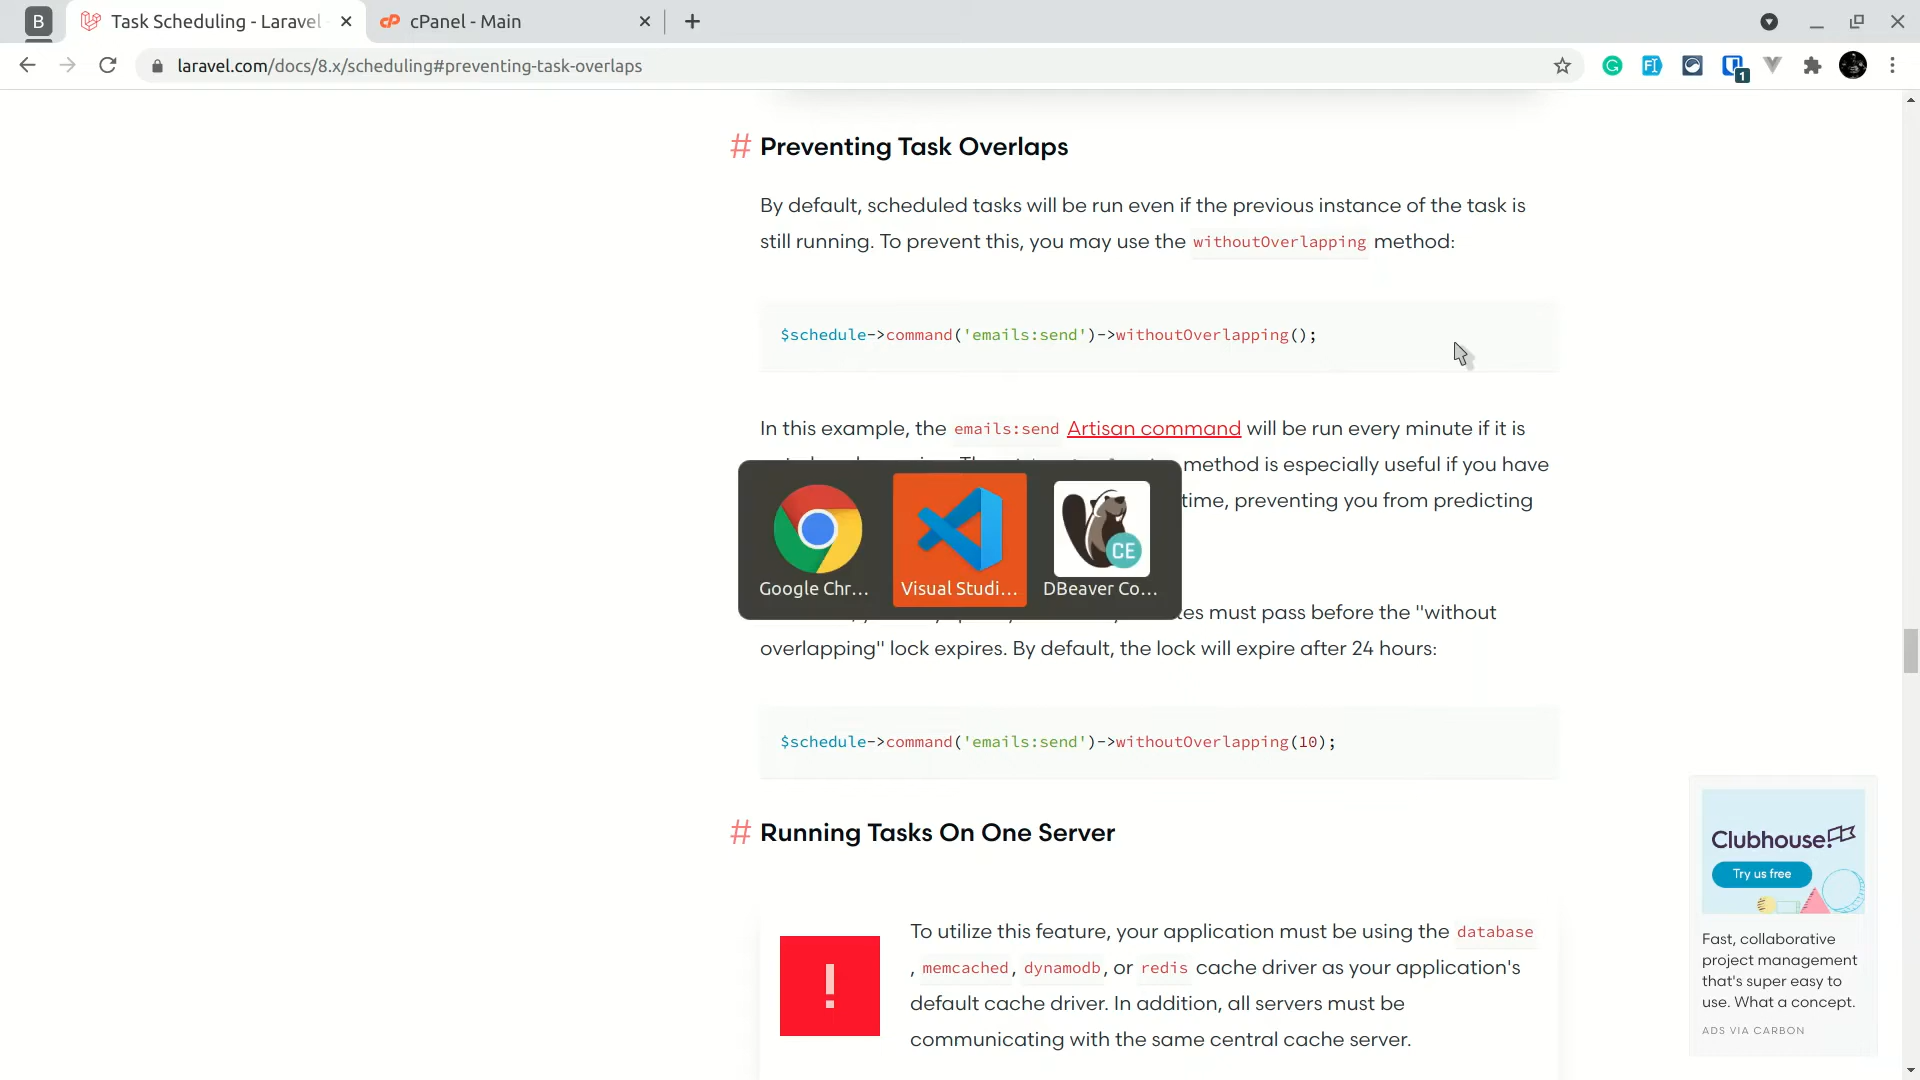 B
Task Scheduling - Laravel -
cPanel - Main
laravel.com/docs/8.x/scheduling#preventing-task-overlaps
1
# Preventing Task Overlaps
By default, scheduled tasks will be run even if the previous instance of the task is
still running. To prevent this, you may use the withoutOverlapping method:
$schedule->command('emails:send')->withoutOverlapping();
In this example, the emails:send Artisan command will be run every minute if it is
method is especially useful if you have
time, preventing you from predicting
Google Chr...
Visual Studi...
CE
DBeaver Co...
must pass before the "without
overlapping" lock expires. By default, the lock will expire after 24 hours:
$schedule->command('emails:send')->withoutOverlapping(10);
# Running Tasks On One Server
!
To utilize this feature, your application must be using the database
, memcached, dynamodb, or redis cache driver as your application's
default cache driver. In addition, all servers must be
communicating with the same central cache server.
Clubhouse!
Try us free
Fast, collaborative
project management
that's super easy to
use. What a concept.
ADS VIA CARBON